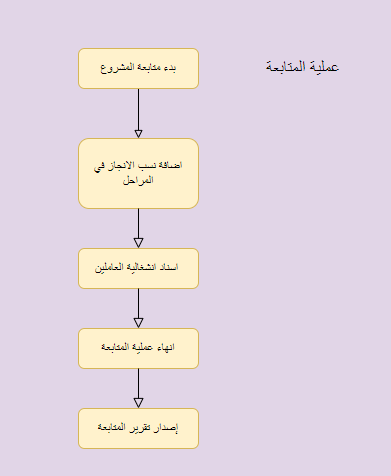 عملية المتابعة
بدء متابعة المشروع
اضافة نسب الانجاز في
المراحل
اسناد انشغالية العاملين
انهاء عملية المتابعة
إصدار تقرير المتابعة